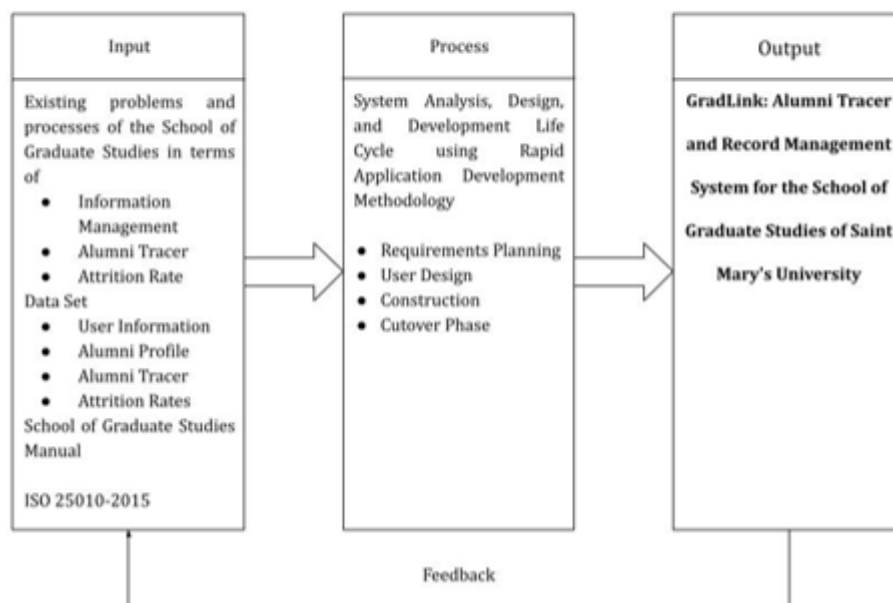 Input
Existing problems and
processes of the School of
Graduate Studies in terms
of
● Information
Management
● Alumni Tracer
● Attrition Rate
Data Set
● User Information
● Alumni Profile
● Alumni Tracer
● Attrition Rates
School of Graduate Studies
Manual
ISO 25010-2015
Process
System Analysis, Design,
and Development Life
Cycle using Rapid
Application Development
Methodology
● Requirements Planning
● User Design
● Construction
● Cutover Phase
Output
GradLink: Alumni Tracer
and Record Management
System for the School of
Graduate Studies of Saint
Mary's University
Feedback